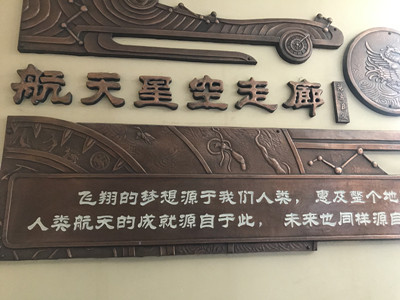 航天星空走廊
飞翔的梦想源于我们人类，惠及整个地
人类航天的成就源自于此，未来也同样源自